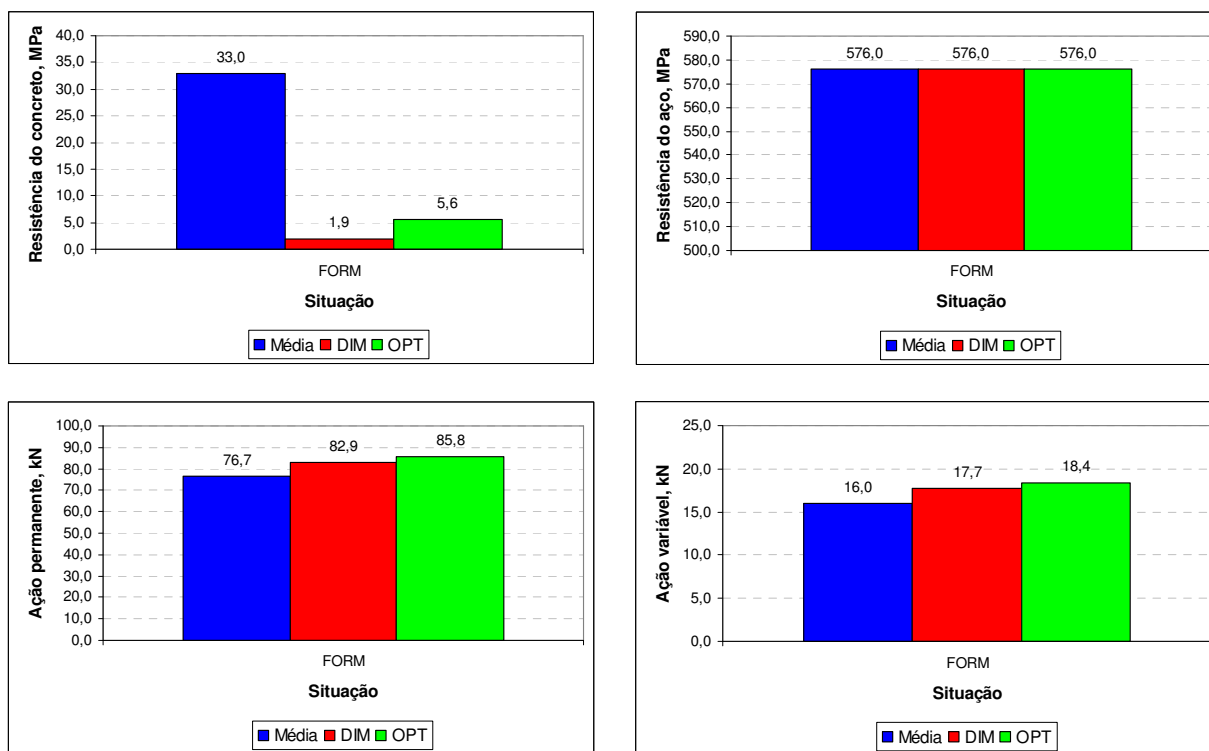 Resistência do concreto, MPa
40,0
35,0
30,0
25,0
20,0
15,0
10,0
5,0
0,0
33,0
1,9
5,6
FORM
Situação
Média DIM OPT
Resistência do aço, MPa
590,0
580,0
570,0
560,0
550,0
540,0
530,0
520,0
510,0
500,0
576,0 576,0 576,0
FORM
Situação
Média DIM OPT
Ação permanente, kN
100,0
90,0
80,0
70,0
60,0
50,0
40,0
30,0
20,0
10,0
0,0
76,7
82,9
85,8
FORM
Situação
Média DIM OPT
Ação variável, kN
25,0
20,0
15,0
10,0
5,0
0,0
16,0
17,7
18,4
FORM
Situação
Média DIM OPT